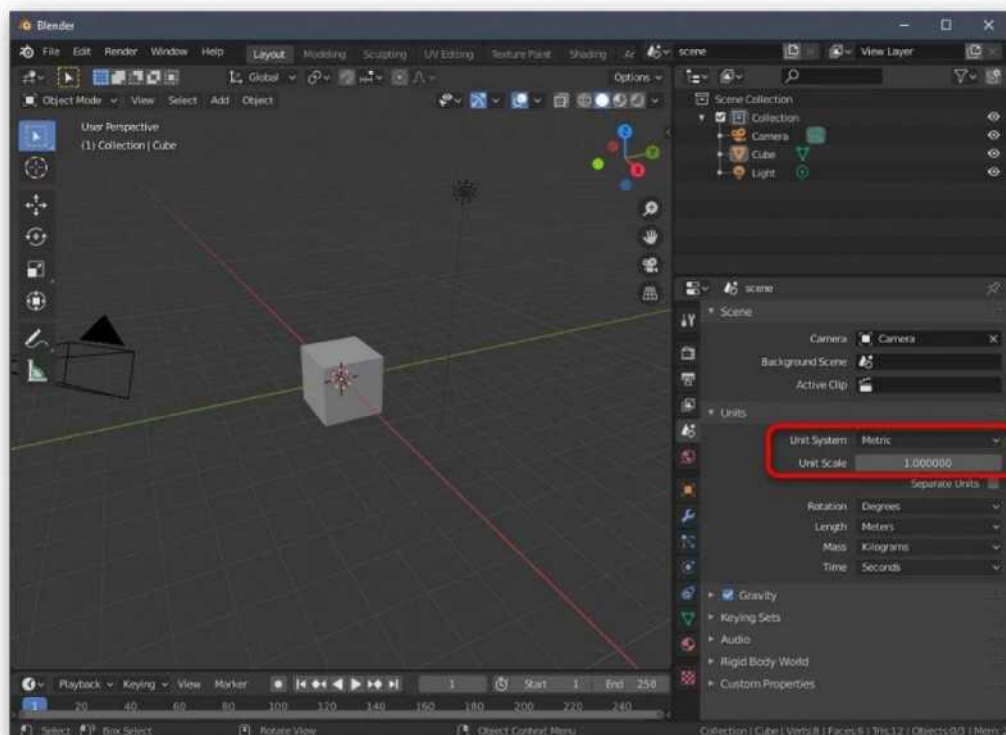 Blender
File Edit Render Window Help Layout Modeling Sculpting UV Editing Texture Paint Shading scene View Layer
Global Options
Object Mode View Select Add Object
User Perspective
(1) Collection | Cube
Z
Y
X
Scene Collection
Collection
Camera
Cube
Light
scene
Scene
Camera Camera
Background Scene
Active Clip
Units
Unit System Metric
Unit Scale 1.000000
Separate Units
Rotation Degrees
Length Meters
Mass Kilograms
Time Seconds
Gravity
Keying Sets
Audio
Rigid Body World
Custom Properties
Playback Keying View Marker 1 Start 1 End 250
1 20 40 60 80 100 120 140 160 180 200 220 240
Select Box Select Rotate View Object Context Menu Collection | Cube | Verts:8 | Faces:6 | Tris:12 | Objects:0/3 |